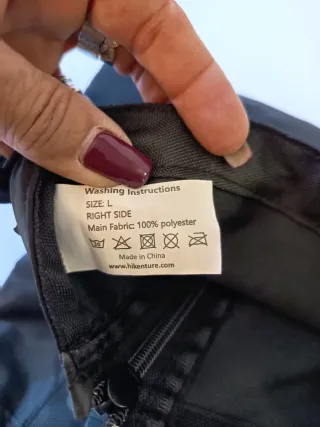 Washing Instructions
SIZE: L
RIGHT SIDE
Main Fabric: 100% polyester
Made in China
www.hikenture.com